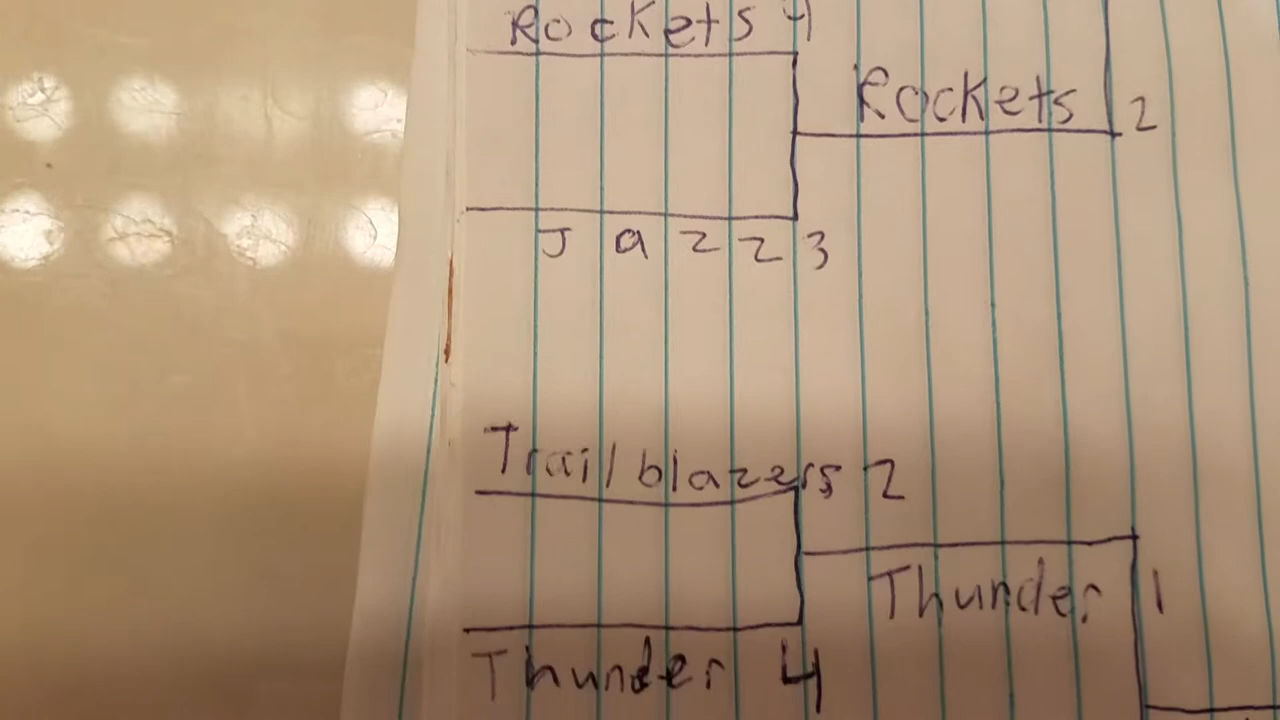 Rockets 4
Rockets 2
Jazz 3
Trailblazers 2
Thunder 1
Thunder 4